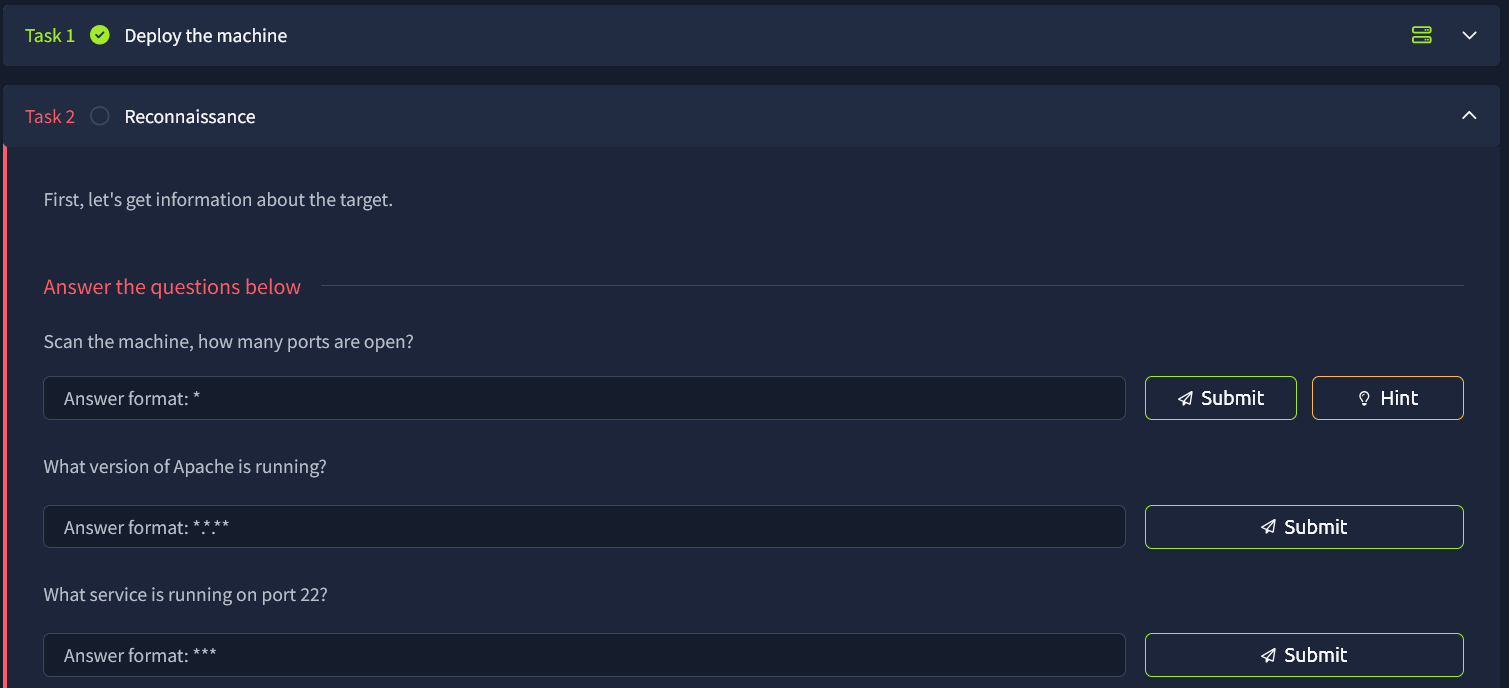 Task 1 Deploy the machine
Task 2 Reconnaissance
First, let's get information about the target.
Answer the questions below
Scan the machine, how many ports are open?
Answer format: * Submit Hint
What version of Apache is running?
Answer format: *.*.** Submit
What service is running on port 22?
Answer format: *** Submit